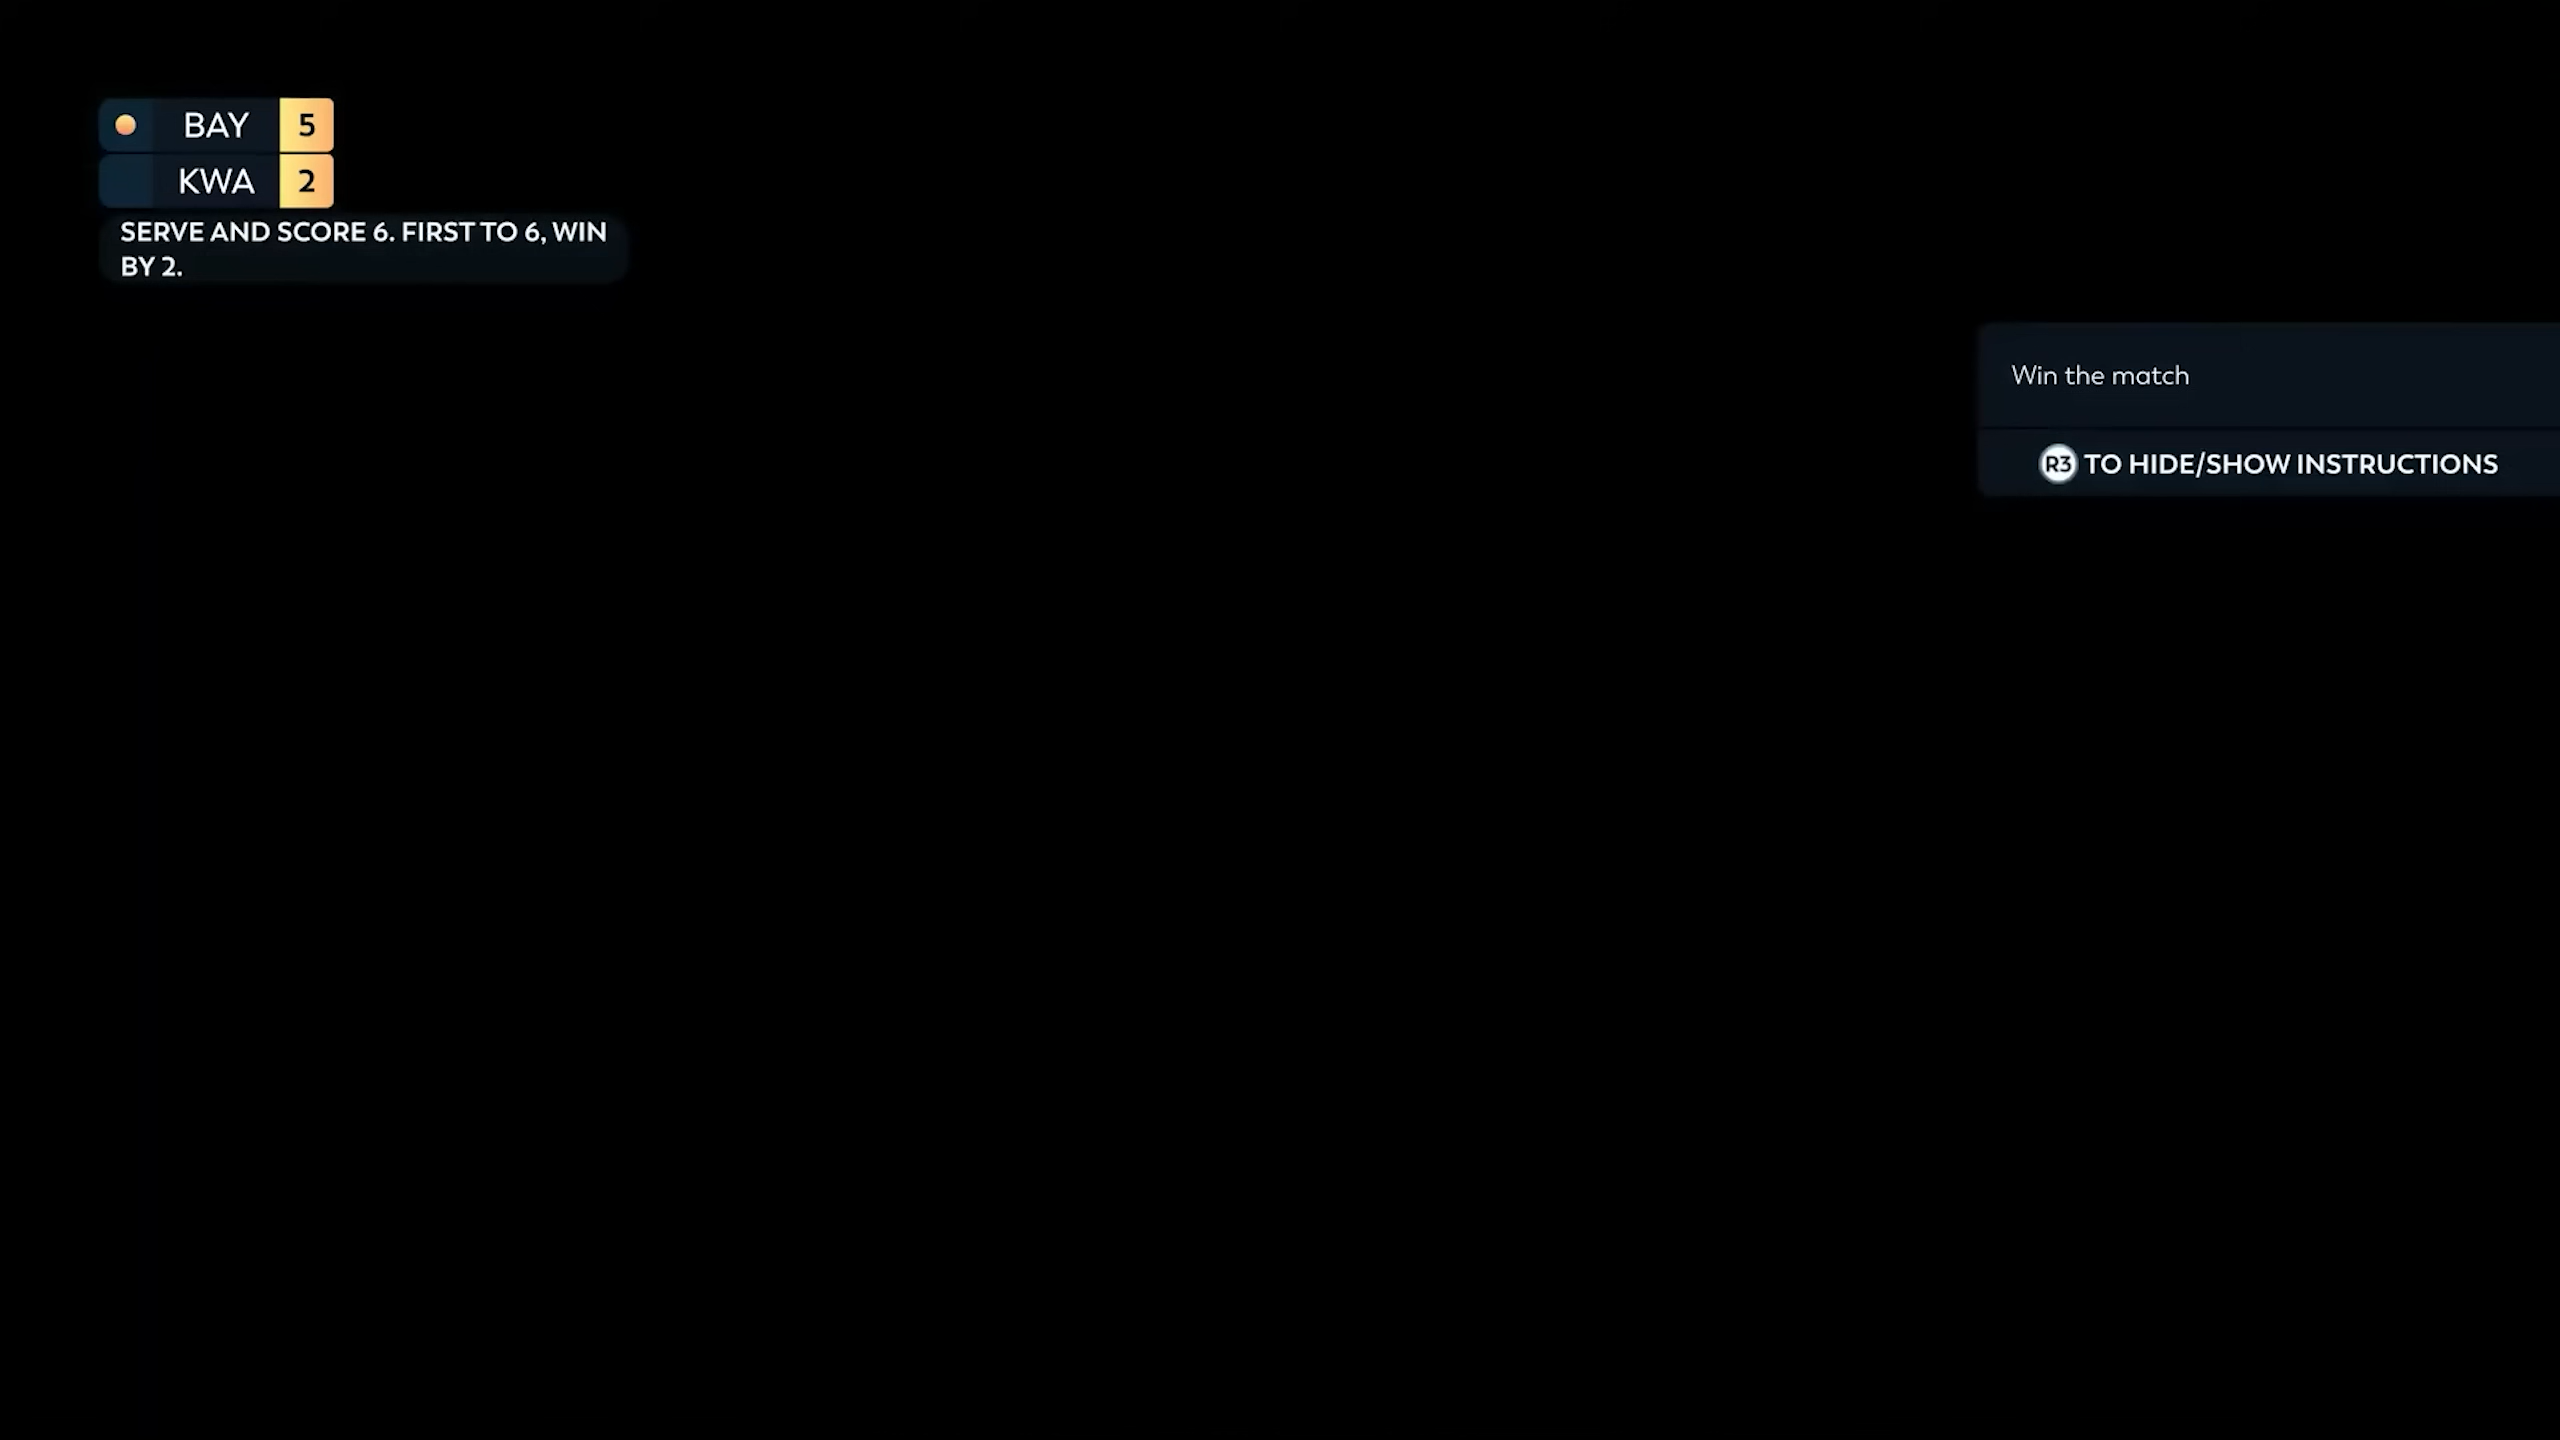 BAY 5
KWA 2
SERVE AND SCORE 6. FIRST TO 6, WIN
BY 2.
Win the match
R3 TO HIDE/SHOW INSTRUCTIONS